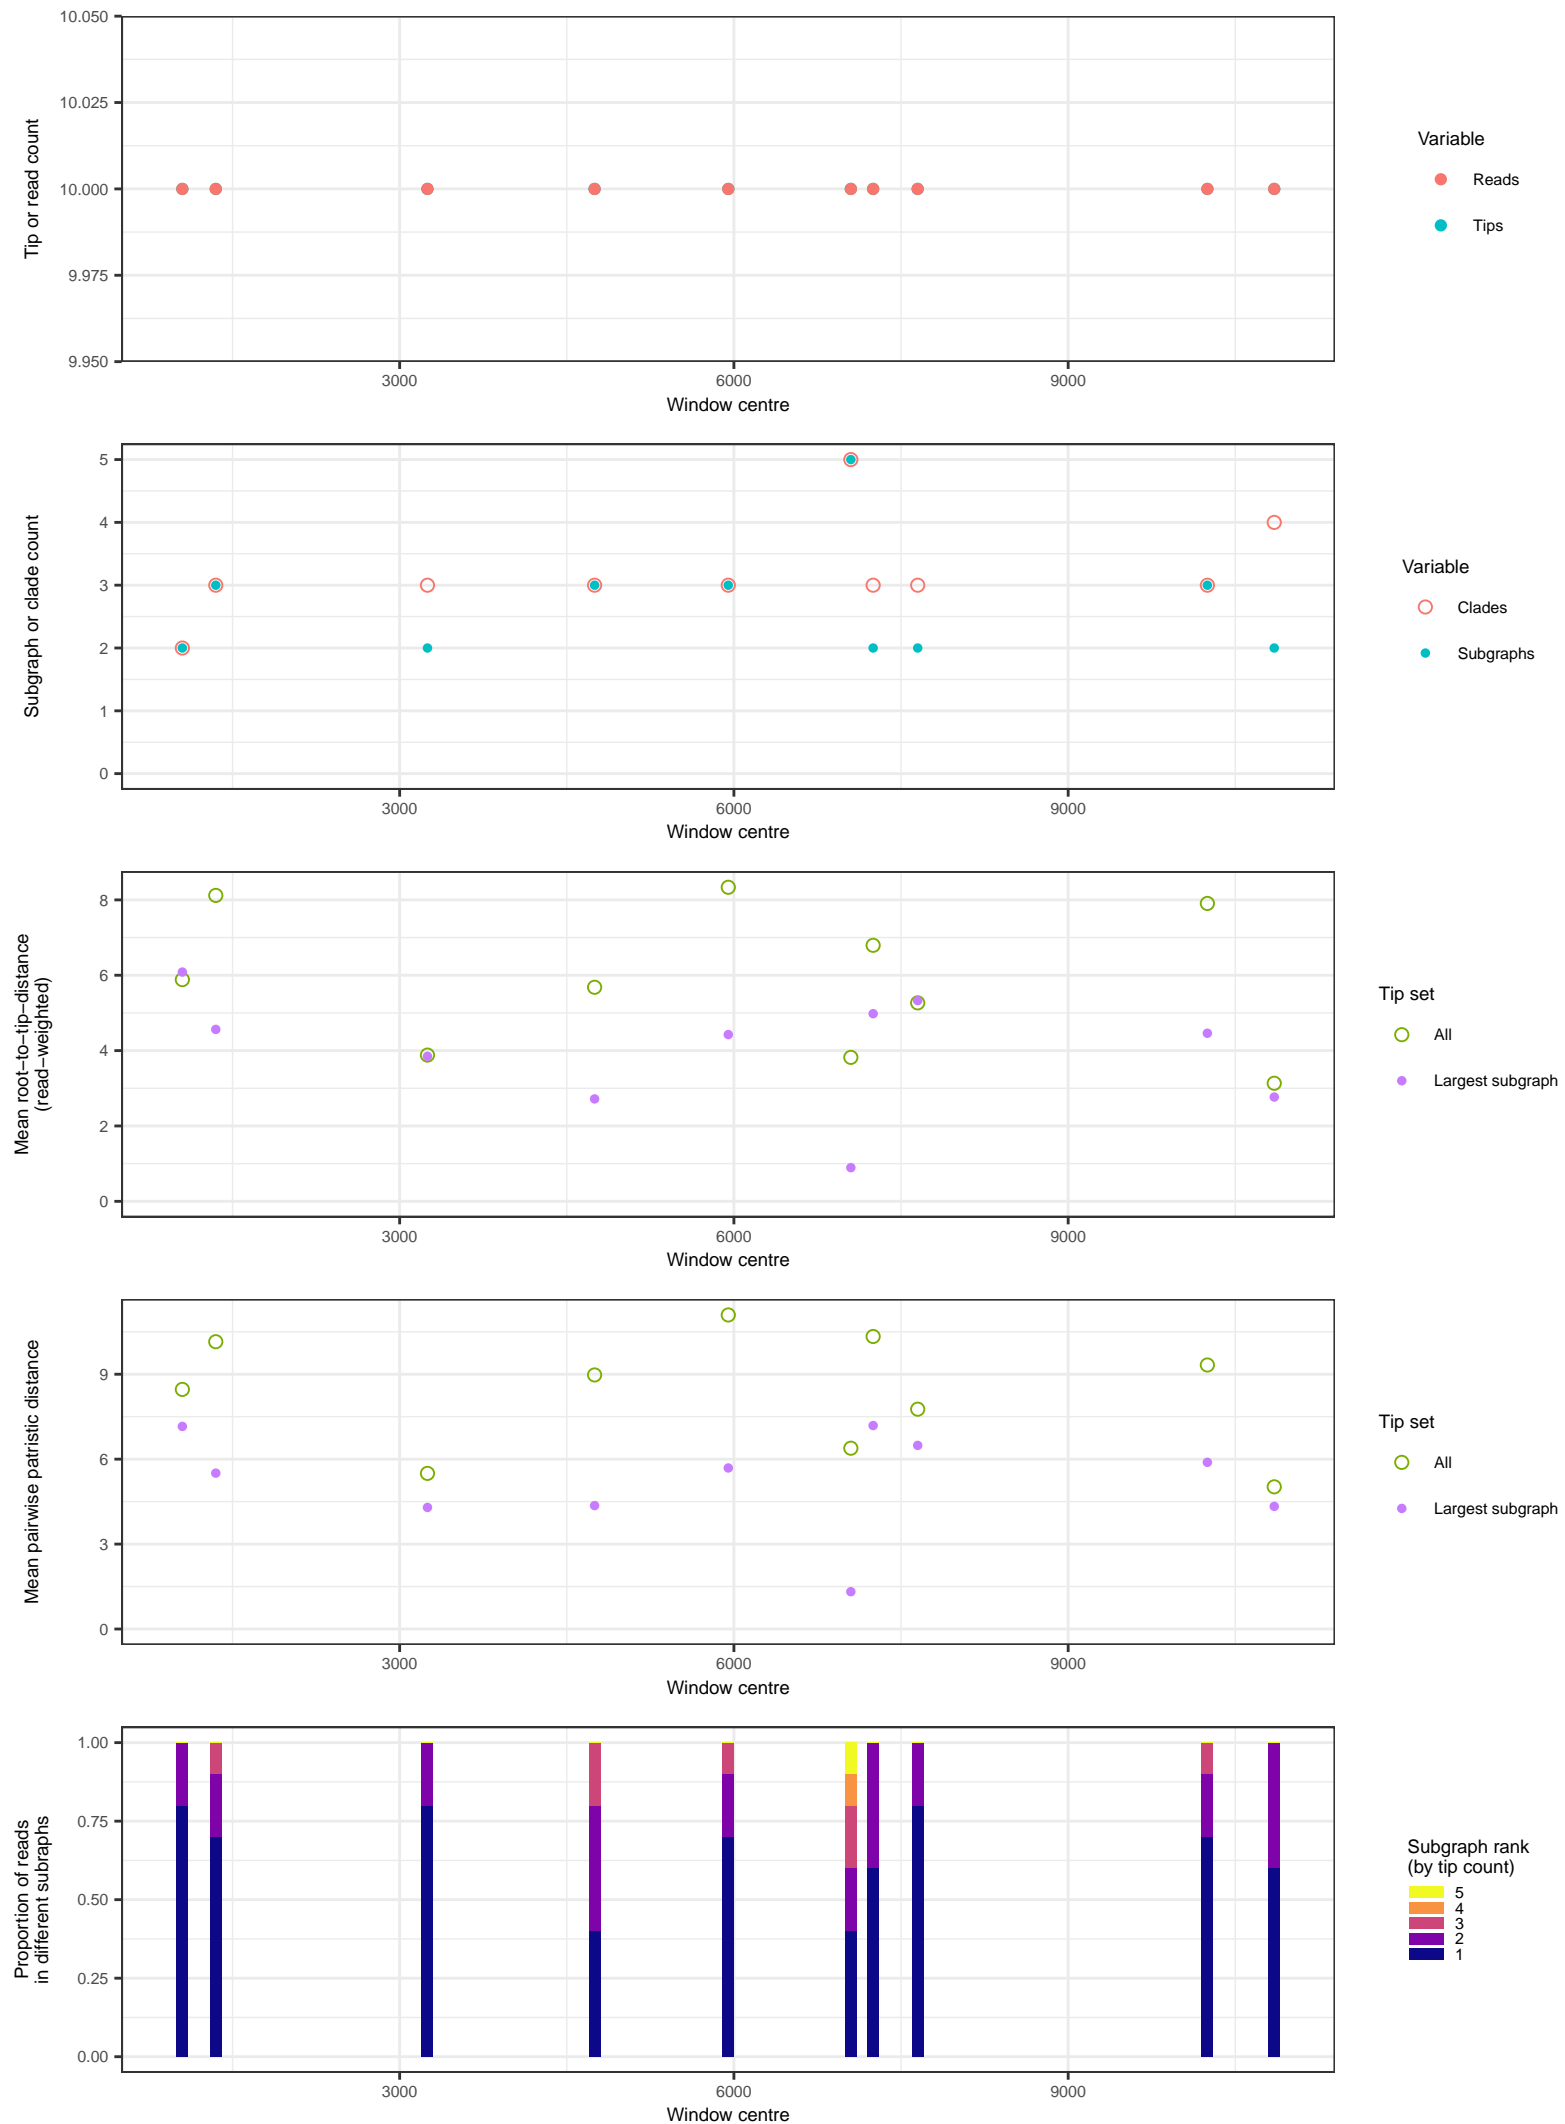 10.050
10.025
10.000
9.975
9.950
Tip or read count
3000 6000 9000
Window centre
Variable
Reads
Tips
5
4
3
2
1
0
Subgraph or clade count
3000 6000 9000
Window centre
Variable
Clades
Subgraphs
8
6
4
2
0
Mean root−to−tip−distance
(read−weighted)
3000 6000 9000
Window centre
Tip set
All
Largest subgraph
9
6
3
0
Mean pairwise patristic distance
3000 6000 9000
Window centre
Tip set
All
Largest subgraph
1.00
0.75
0.50
0.25
0.00
Proportion of reads
in different subraphs
3000 6000 9000
Window centre
Subgraph rank
(by tip count)
5
4
3
2
1